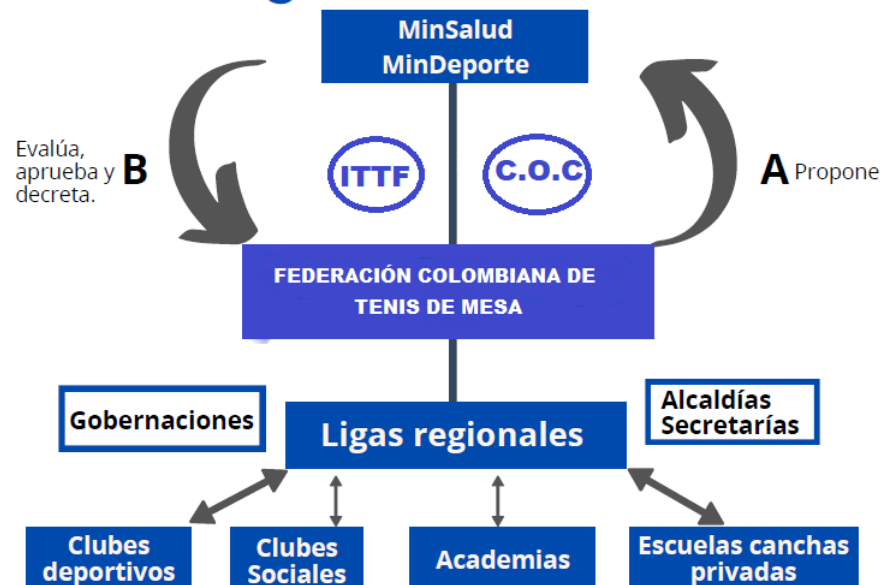 MinSalud
MinDeporte
Evalúa,
aprueba y
decreta.
B
ITTF
C.O.C
A Propone
FEDERACIÓN COLOMBIANA DE
TENIS DE MESA
Gobernaciones
Ligas regionales
Alcaldías
Secretarías
Clubes
deportivos
Clubes
Sociales
Academias
Escuelas canchas
privadas